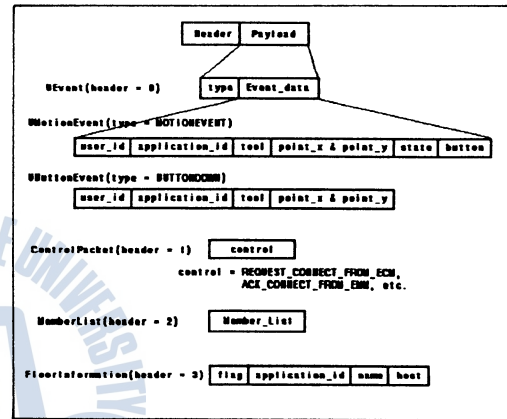 Header Payload
UEvent(header = 0) type Event_data
UMotionEvent(type = MOTIONEVENT)
user_id application_id tool point_x & point_y state button
UButtonEvent(type = BUTTONDOWN)
user_id application_id tool point_x & point_y
ControlPacket(header = 1) control
control = REQUEST_CONNECT_FROM_ECM,
ACK_CONNECT_FROM_EMM, etc.
MemberList(header = 2) Member_List
FloorInformation(header = 3) flag application_id name host